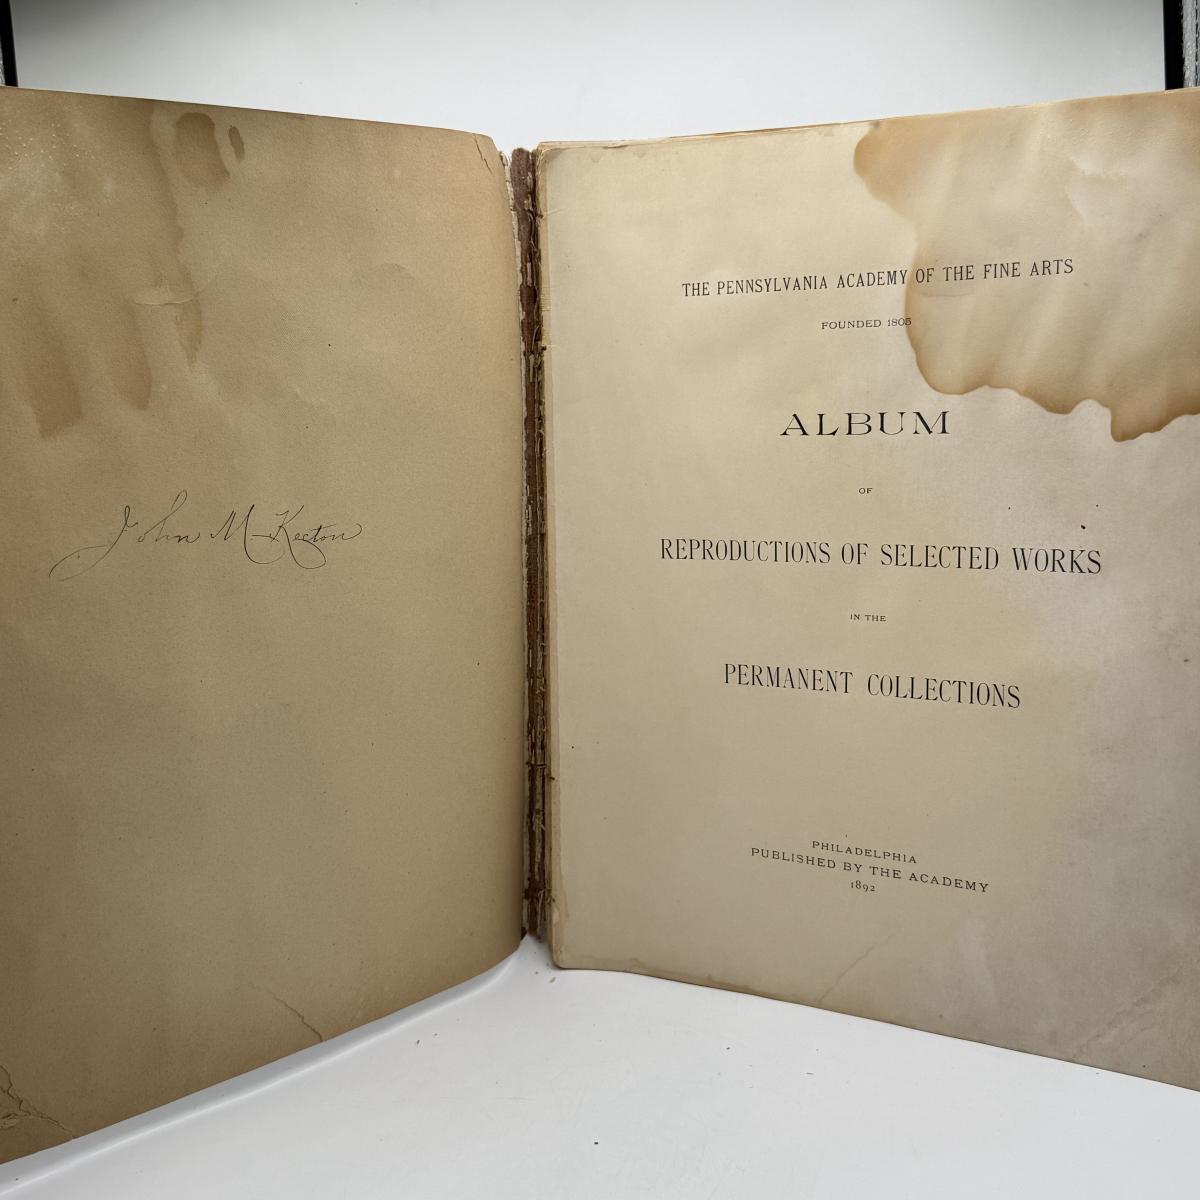 John M
THE PENNSYLVANIA ACADEMY OF THE FINE ARTS
FOUNDED 1805
ALBUM
OF
REPRODUCTIONS OF SELECTED WORKS
IN THE
PERMANENT COLLECTIONS
PHILADELPHIA
PUBLISHED BY THE ACADEMY
1892